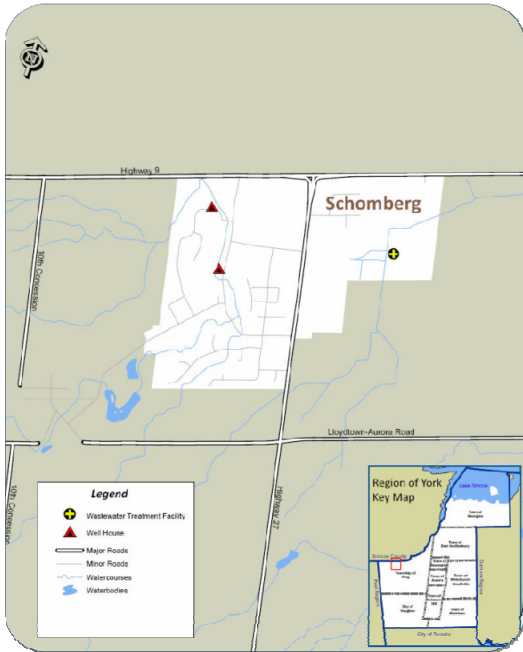 N
Highway 9
Schomberg
10th Concession
Lloydtown-Aurora Road
Highway 27
10th Concession
Legend
Wastewater Treatment Facility
Well House
Major Roads
Minor Roads
Watercourses
Waterbodies
Region of York
Key Map
Lake Simcoe
Town of
Georgina
Simcoe County
Town of
East Gwillimbury
Durham Region
Township of
King
Town of
Aurora
Town of
Whitchurch
Stouffville
Peel Region
City of
Vaughan
Town of
Markham
City of Toronto